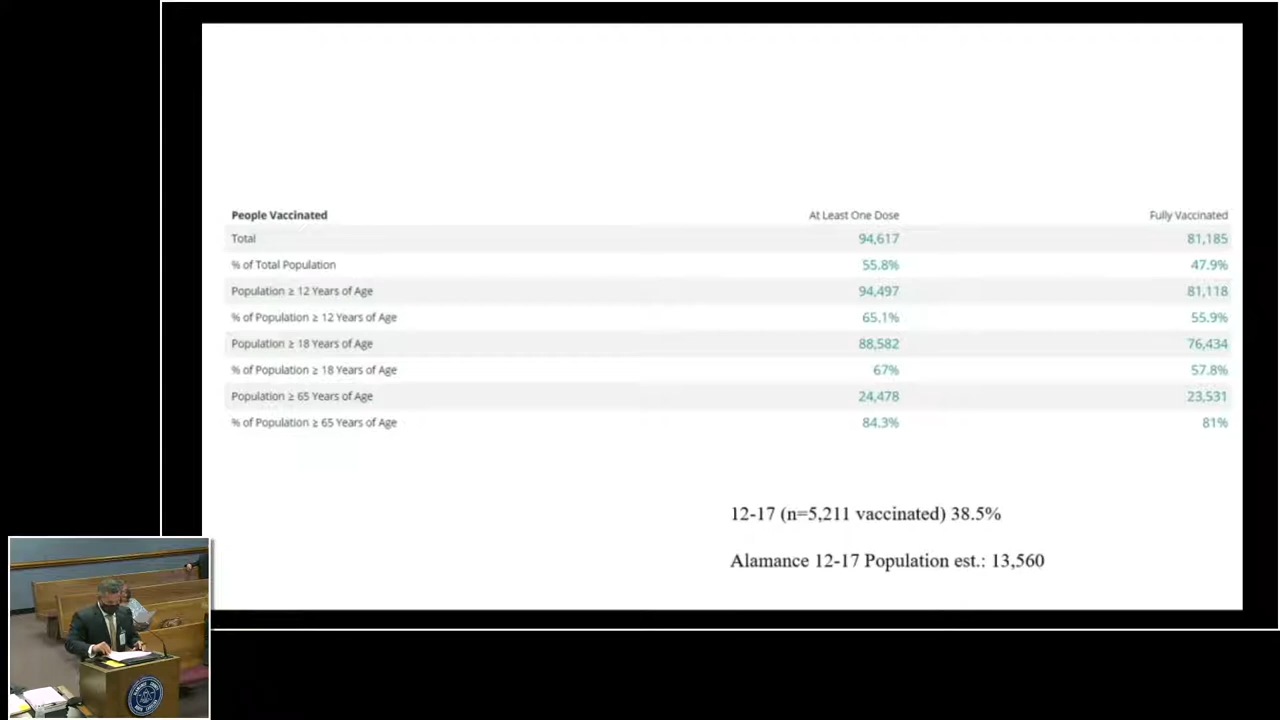 People Vaccinated At Least One Dose Fully Vaccinated
Total 94,617 81,185
% of Total Population 55.8% 47.9%
Population ≥ 12 Years of Age 94,497 81,118
% of Population ≥ 12 Years of Age 65.1% 55.9%
Population ≥ 18 Years of Age 88,582 76,434
% of Population ≥ 18 Years of Age 67% 57.8%
Population ≥ 65 Years of Age 24,478 23,531
% of Population ≥ 65 Years of Age 84.3% 81%
12-17 (n=5,211 vaccinated) 38.5%
Alamance 12-17 Population est.: 13,560